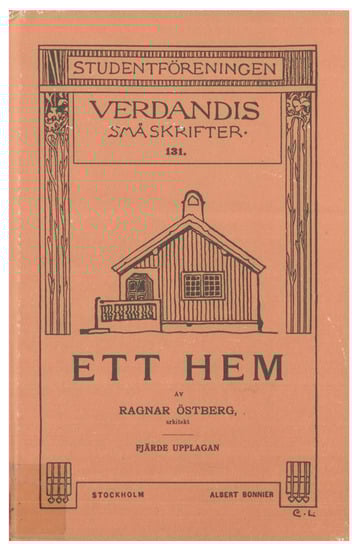 STUDENTFÖRENINGEN
VERDANDIS
SMÅSKRIFTER.
131.
ETT HEM
AV
RAGNAR ÖSTBERG,
arkitekt
FJÄRDE UPPLAGAN
STOCKHOLM ALBERT BONNIER
C.L